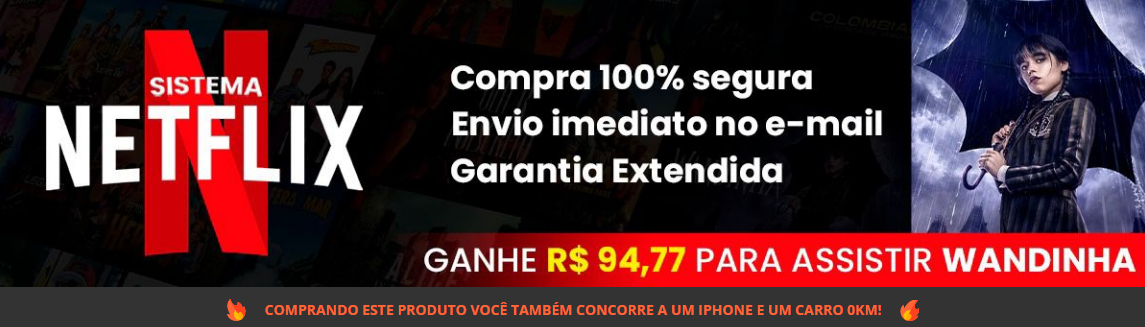 COLOMBIA
SISTEMA
NETFLIX
Compra 100% segura
Envio imediato no e-mail
Garantia Extendida
GANHE R$ 94,77 PARA ASSISTIR WANDINHA
COMPRANDO ESTE PRODUTO VOCÊ TAMBÉM CONCORRE A UM IPHONE E UM CARRO 0KM!